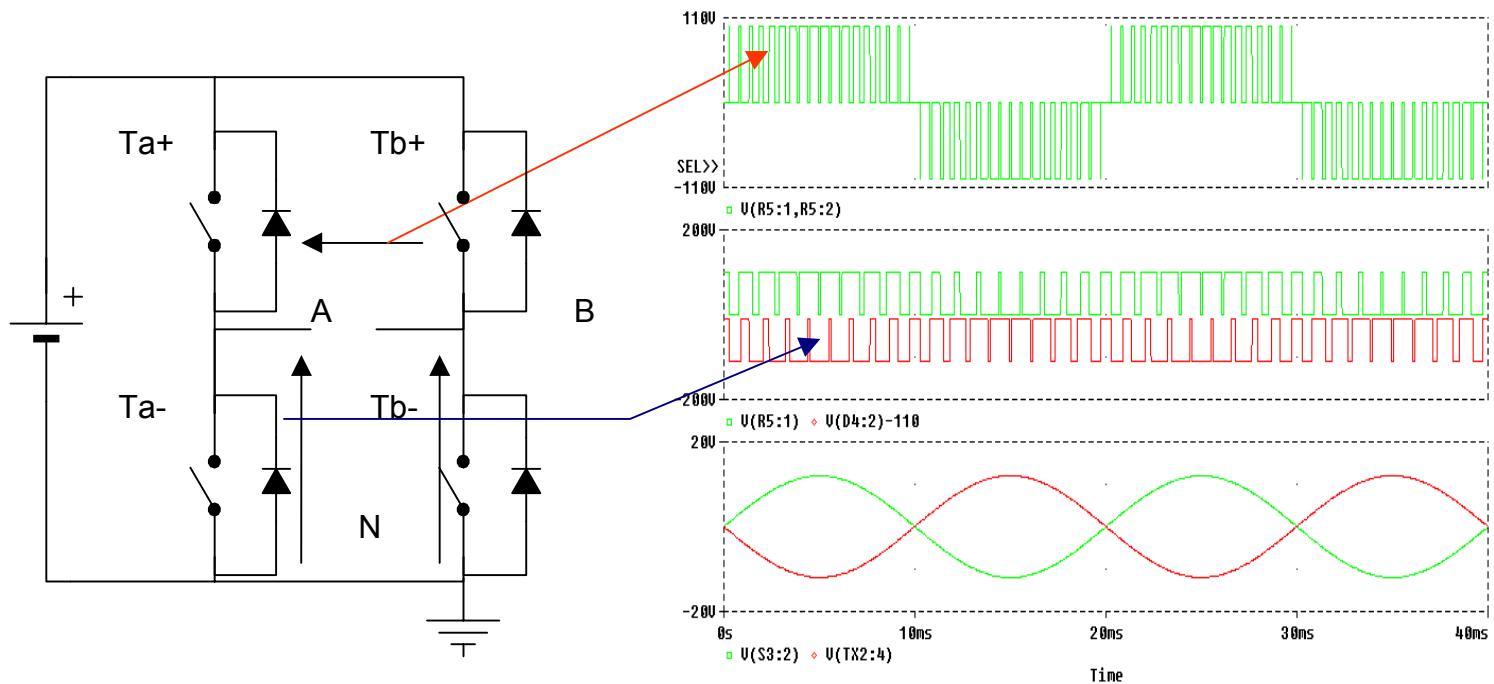 Ta+
Tb+
+
A
B
Ta-
Tb-
N
110V
SEL>>
-110V
V(R5:1,R5:2)
200V
-200V
V(R5:1) V(D4:2)-110
20V
-20V
0s 10ms 20ms 30ms 40ms
V(S3:2) V(TX2:4)
Time